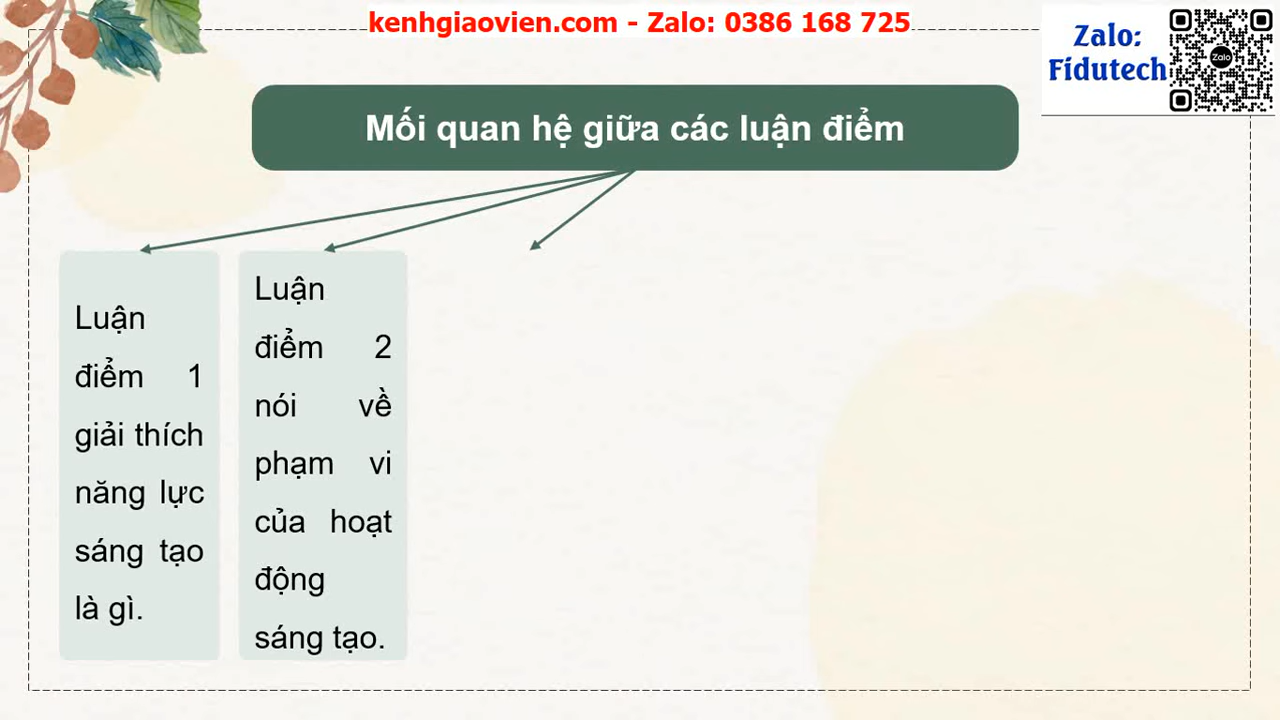 kenhgiaovien.com - Zalo: 0386 168 725
Zalo:
Fidutech
Zalo
Mối quan hệ giữa các luận điểm
Luận
điểm 1
giải thích
năng lực
sáng tạo
là gì.
Luận
điểm 2
nói về
phạm vi
của hoạt
động
sáng tạo.